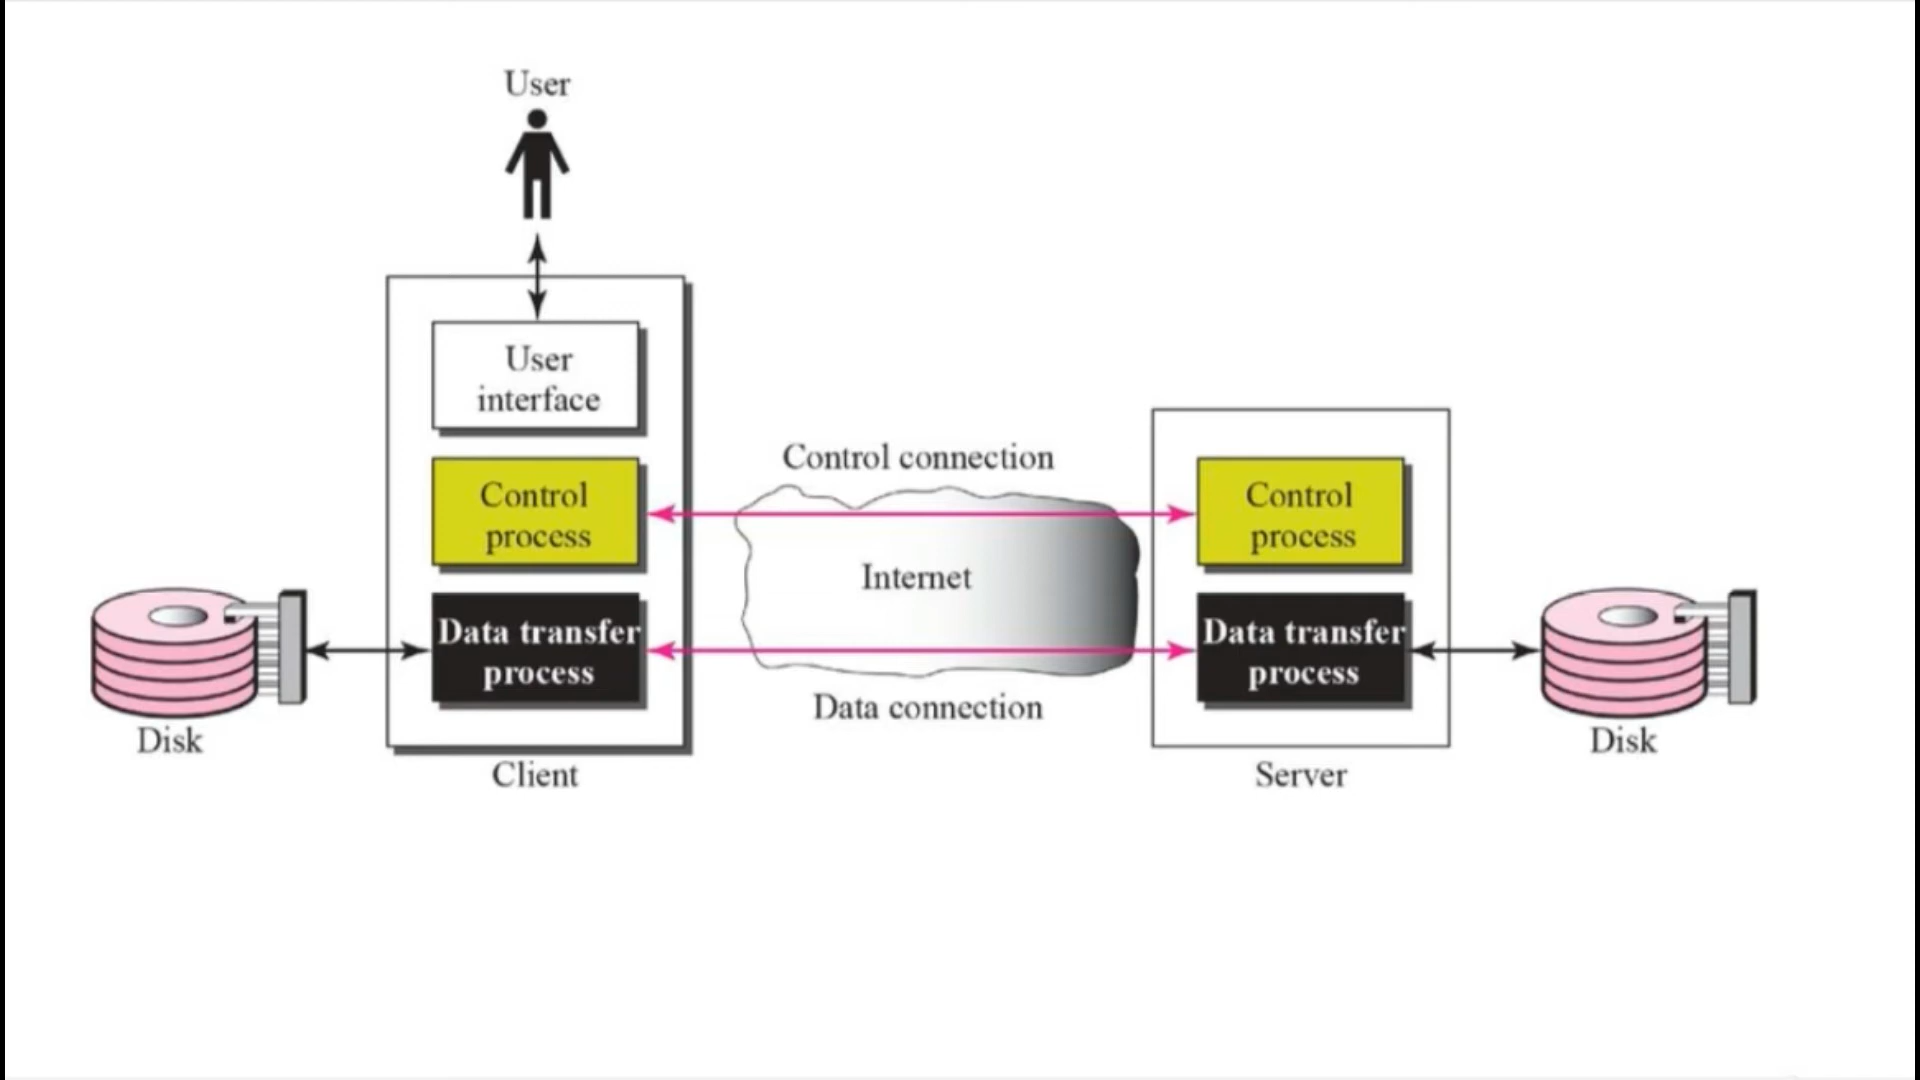 User
User
interface
Control connection
Control
process
Control
process
Internet
Data transfer
process
Data transfer
process
Data connection
Disk
Disk
Client
Server